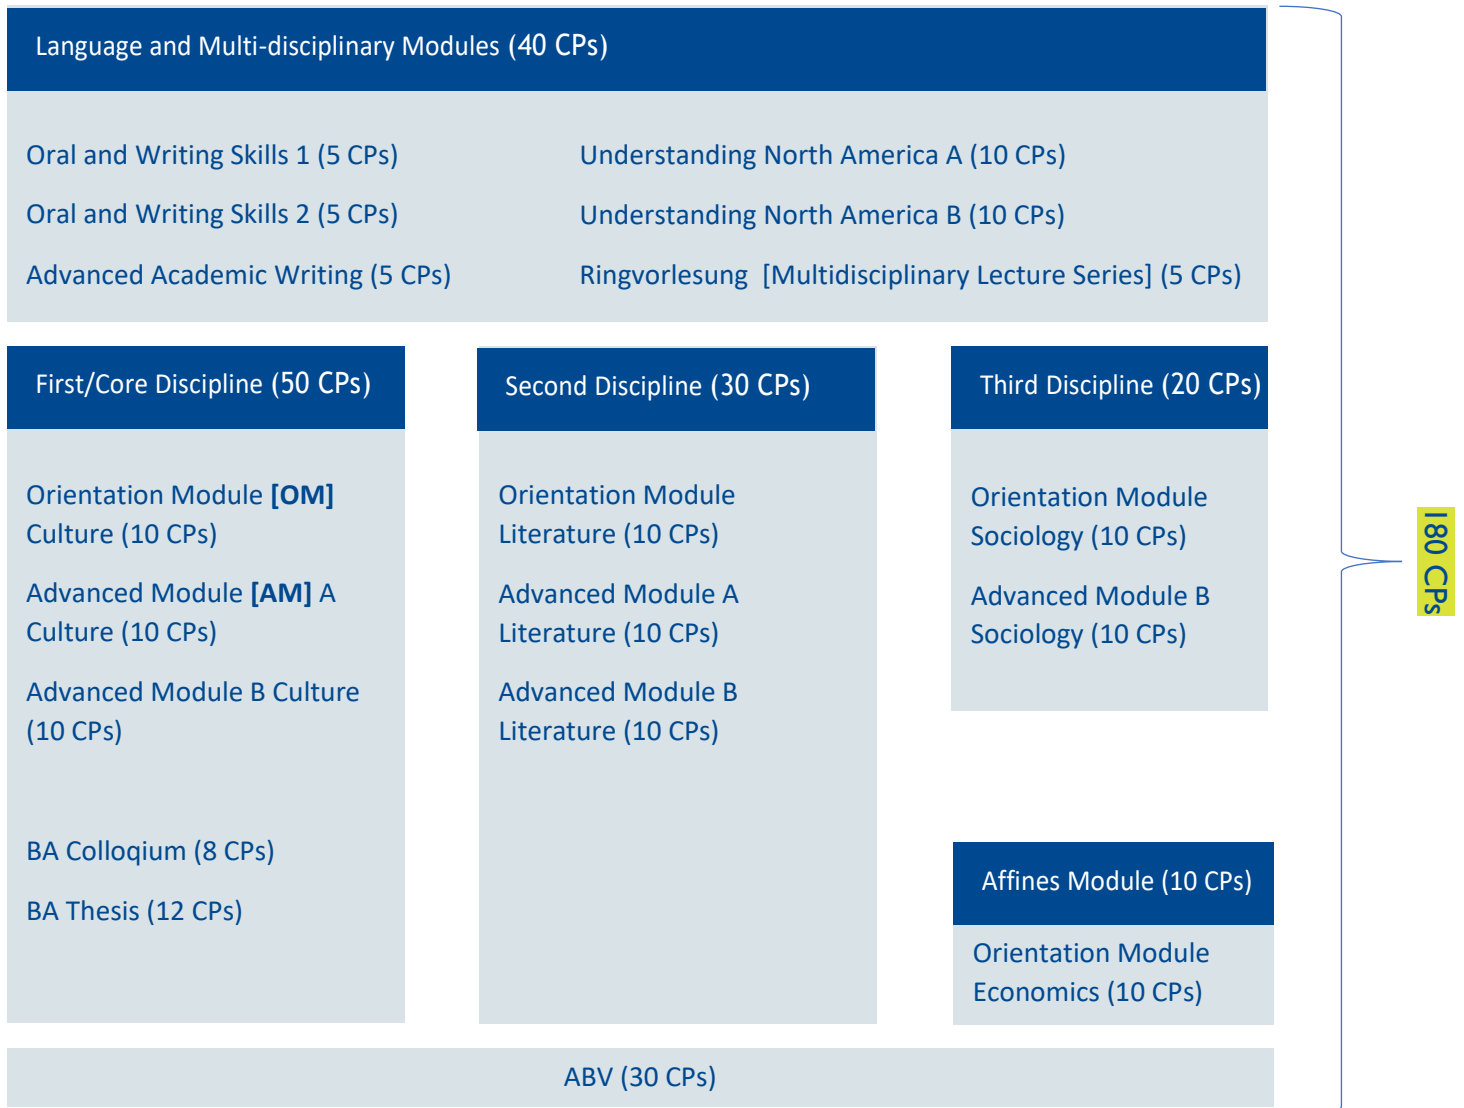 Language and Multi-disciplinary Modules (40 CPs)
Oral and Writing Skills 1 (5 CPs)
Oral and Writing Skills 2 (5 CPs)
Advanced Academic Writing (5 CPs)
Understanding North America A (10 CPs)
Understanding North America B (10 CPs)
Ringvorlesung [Multidisciplinary Lecture Series] (5 CPs)
First/Core Discipline (50 CPs)
Orientation Module [OM]
Culture (10 CPs)
Advanced Module [AM] A
Culture (10 CPs)
Advanced Module B Culture
(10 CPs)
BA Colloqium (8 CPs)
BA Thesis (12 CPs)
Second Discipline (30 CPs)
Orientation Module
Literature (10 CPs)
Advanced Module A
Literature (10 CPs)
Advanced Module B
Literature (10 CPs)
Third Discipline (20 CPs)
Orientation Module
Sociology (10 CPs)
Advanced Module B
Sociology (10 CPs)
Affines Module (10 CPs)
Orientation Module
Economics (10 CPs)
ABV (30 CPs)
180 CPs